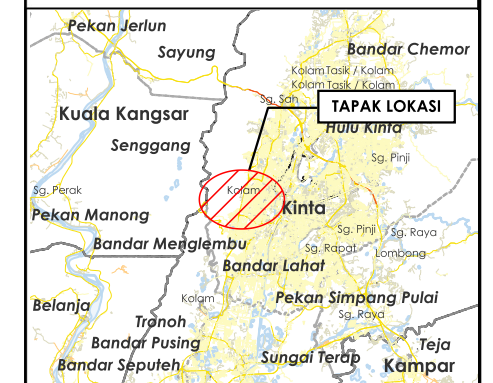 Pekan Jerlun
Sayung
Bandar Chemor
Kolam Tasik / Kolam
Kolam Tasik / Kolam
Sg. Sah
TAPAK LOKASI
Kuala Kangsar
Hulu Kinta
Senggang
Sg. Pinji
Sg. Perak
Kolam
Pekan Manong
Kinta
Sg. Pinji
Sg. Raya
Bandar Menglembu
Sg. Rapat
Lombong
Bandar Lahat
Belanja
Kolam
Pekan Simpang Pulai
Sg. Raya
Tronoh
Bandar Pusing
Teja
Bandar Seputeh
Sungai Terap
Kampar